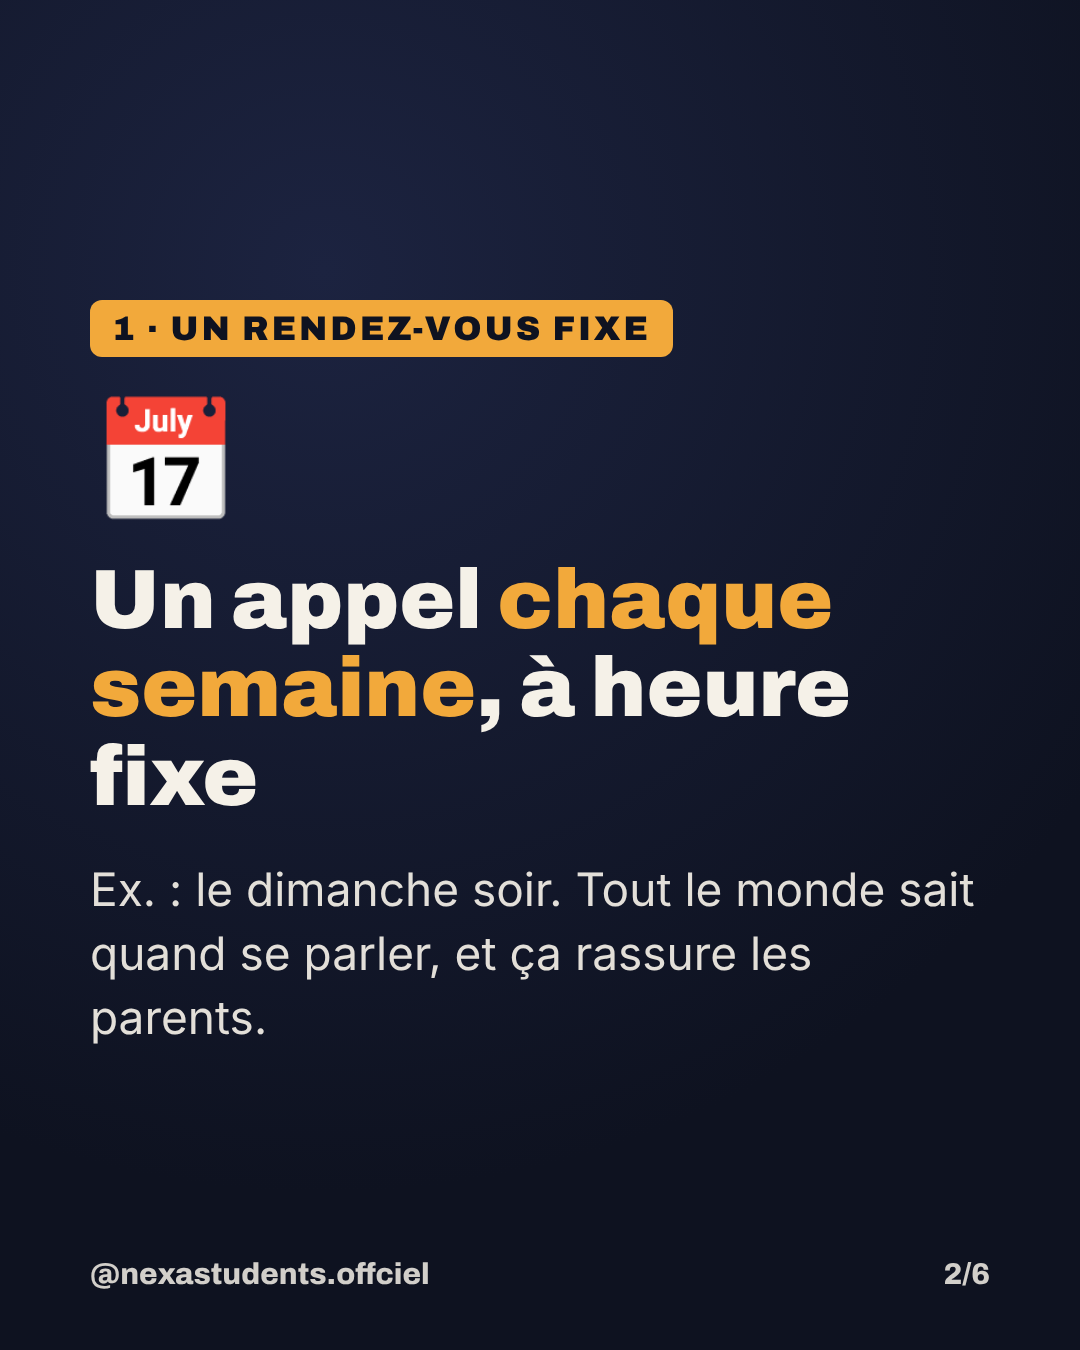 1 · UN RENDEZ-VOUS FIXE
July
17
Un appel chaque
semaine, à heure
fixe
Ex. : le dimanche soir. Tout le monde sait
quand se parler, et ça rassure les
parents.
@nexastudents.offciel
2/6